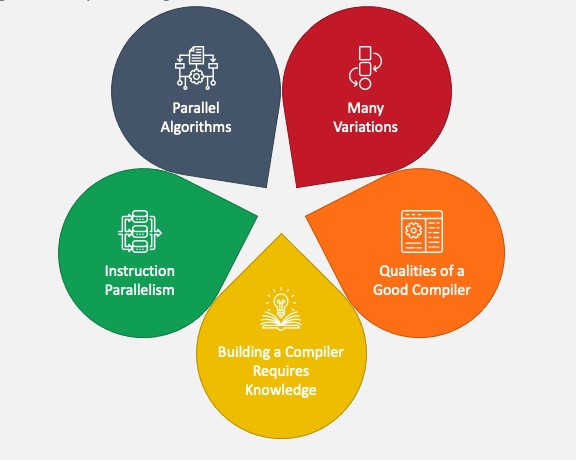 Parallel
Algorithms
Many
Variations
Instruction
Parallelism
Qualities of a
Good Compiler
Building a Compiler
Requires
Knowledge